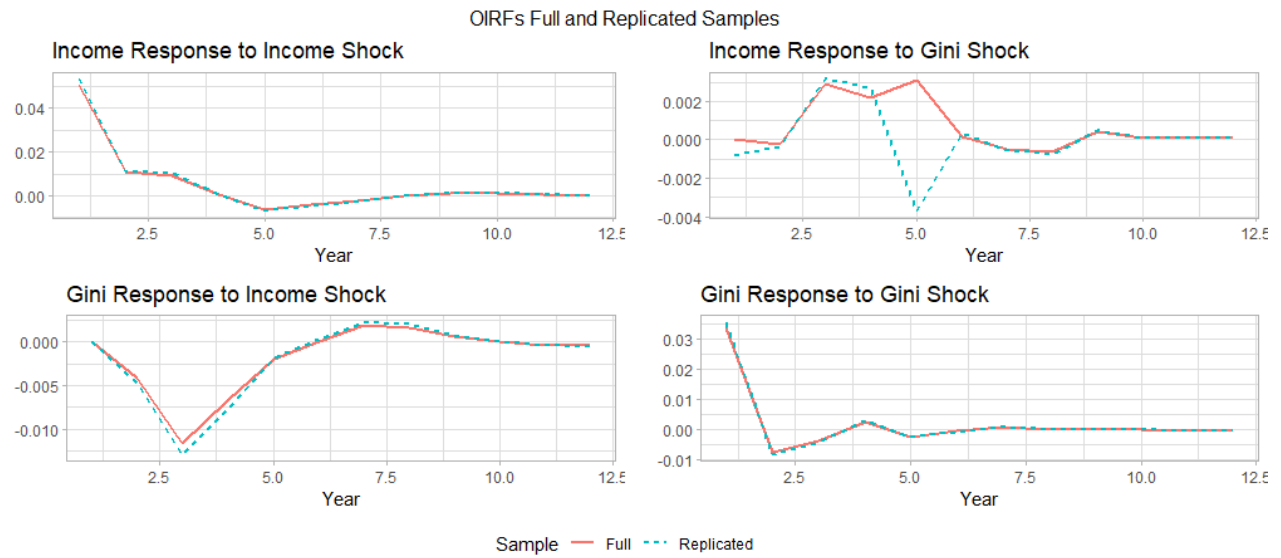 OIRFs Full and Replicated Samples
Income Response to Income Shock
0.04
0.02
0.00
2.5 5.0 7.5 10.0 12.5
Year
Income Response to Gini Shock
0.002
0.000
-0.002
-0.004
2.5 5.0 7.5 10.0 12.5
Year
Gini Response to Income Shock
0.000
-0.005
-0.010
2.5 5.0 7.5 10.0 12.5
Year
Gini Response to Gini Shock
0.03
0.02
0.01
0.00
-0.01
2.5 5.0 7.5 10.0 12.5
Year
Sample Full Replicated